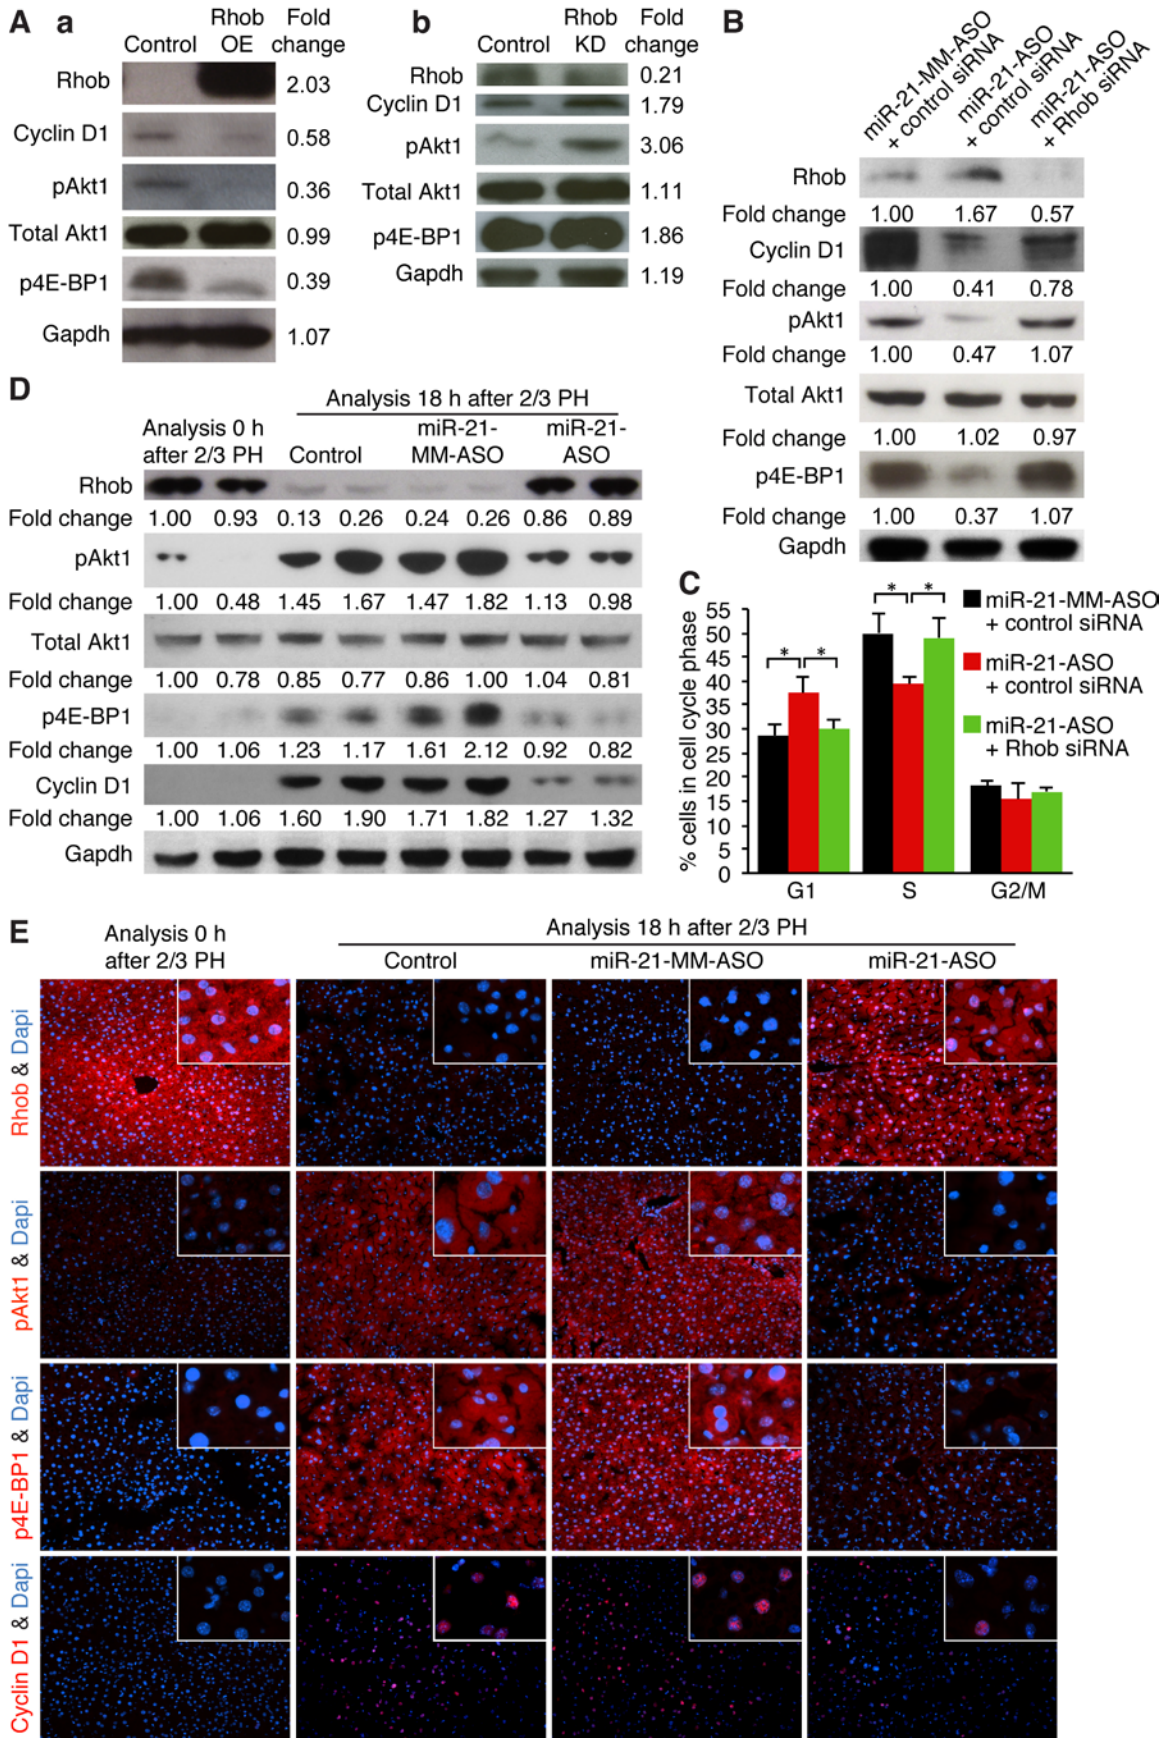 A a
Control
Rhob
OE
Fold
change
Rhob 2.03
Cyclin D1 0.58
pAkt1 0.36
Total Akt1 0.99
p4E-BP1 0.39
Gapdh 1.07
b
Control
Rhob
KD
Fold
change
Rhob 0.21
Cyclin D1 1.79
pAkt1 3.06
Total Akt1 1.11
p4E-BP1 1.86
Gapdh 1.19
B
miR-21-MM-ASO
+ control siRNA
miR-21-ASO
+ control siRNA
miR-21-ASO
+ Rhob siRNA
Rhob
Fold change 1.00 1.67 0.57
Cyclin D1
Fold change 1.00 0.41 0.78
pAkt1
Fold change 1.00 0.47 1.07
Total Akt1
Fold change 1.00 1.02 0.97
p4E-BP1
Fold change 1.00 0.37 1.07
Gapdh
D
Analysis 0 h
after 2/3 PH
Analysis 18 h after 2/3 PH
Control
miR-21-
MM-ASO
miR-21-
ASO
Rhob
Fold change 1.00 0.93 0.13 0.26 0.24 0.26 0.86 0.89
pAkt1
Fold change 1.00 0.48 1.45 1.67 1.47 1.82 1.13 0.98
Total Akt1
Fold change 1.00 0.78 0.85 0.77 0.86 1.00 1.04 0.81
p4E-BP1
Fold change 1.00 1.06 1.23 1.17 1.61 2.12 0.92 0.82
Cyclin D1
Fold change 1.00 1.06 1.60 1.90 1.71 1.82 1.27 1.32
Gapdh
C
% cells in cell cycle phase
55
50
45
40
35
30
25
20
15
10
5
0
* *
* *
G1 S G2/M
miR-21-MM-ASO
+ control siRNA
miR-21-ASO
+ control siRNA
miR-21-ASO
+ Rhob siRNA
E
Analysis 0 h
after 2/3 PH
Analysis 18 h after 2/3 PH
Control miR-21-MM-ASO miR-21-ASO
Rhob & Dapi
pAkt1 & Dapi
p4E-BP1 & Dapi
Cyclin D1 & Dapi